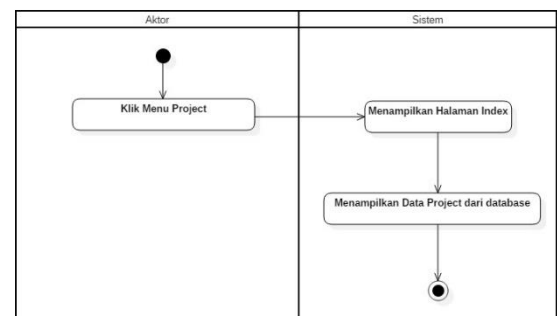 Aktor
Sistem
Klik Menu Project
Menampilkan Halaman Index
Menampilkan Data Project dari database